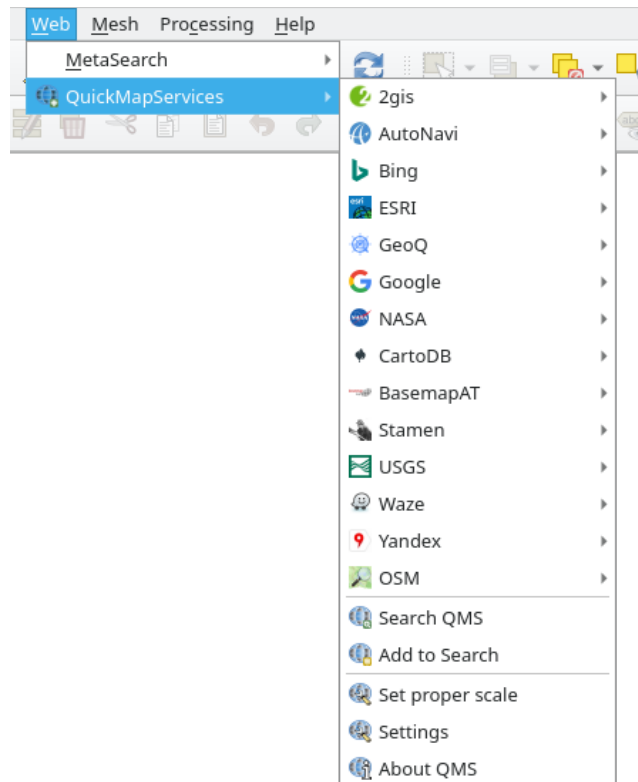 Web Mesh Processing Help
MetaSearch
QuickMapServices
2gis
AutoNavi
Bing
ESRI
GeoQ
Google
NASA
CartoDB
BasemapAT
Stamen
USGS
Waze
Yandex
OSM
Search QMS
Add to Search
Set proper scale
Settings
About QMS